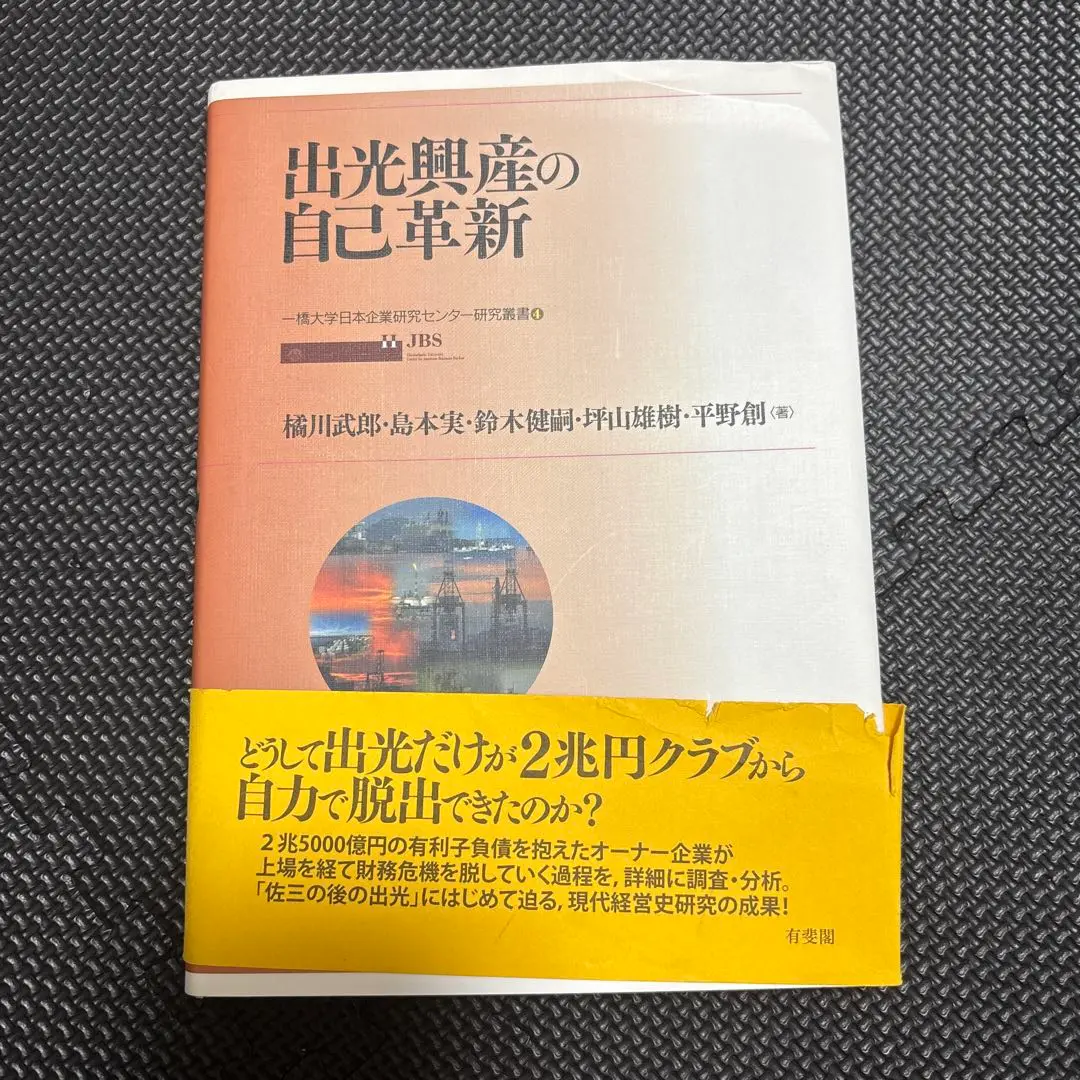 出光興産の
自己革新
一橋大学日本企業研究センター研究叢書❹
H JBS
橘川武郎・島本実・鈴木健嗣・坪山雄樹・平野創〈著〉
どうして出光だけが2兆円クラブから
自力で脱出できたのか?
2兆5000億円の有利子負債を抱えたオーナー企業が
上場を経て財務危機を脱していく過程を,詳細に調査・分析。
「佐三の後の出光」にはじめて迫る,現代経営史研究の成果!
有斐閣